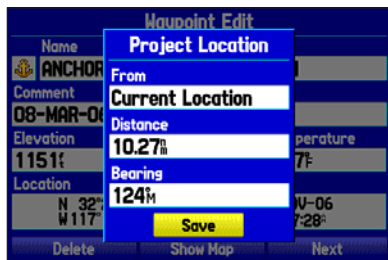 Waypoint Edit
Name
ANCHOR
Project Location
From
Current Location
Comment
08-MAR-0
Distance
10.27
Elevation
perature
1151
Bearing
124°M
Location
N 32°
W117°
OV-06
7:28
Save
Delete
Show Map
Next